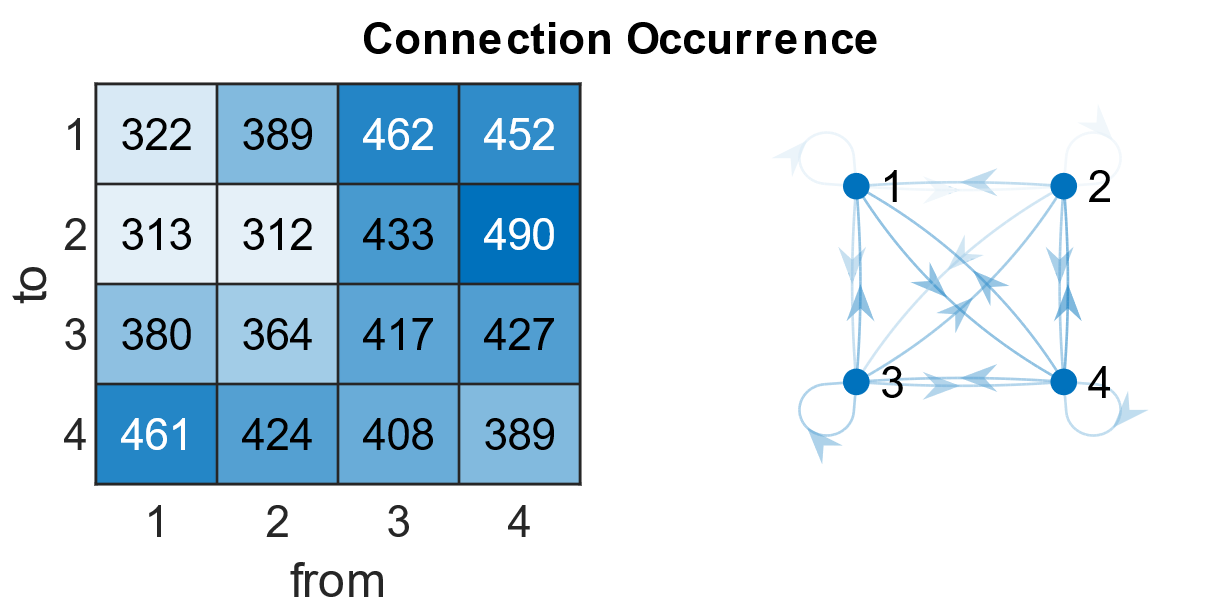 Connection Occurrence
1 322 389 462 452
2 313 312 433 490
3 380 364 417 427
4 461 424 408 389
1 2 3 4
from
to
1 2
3 4